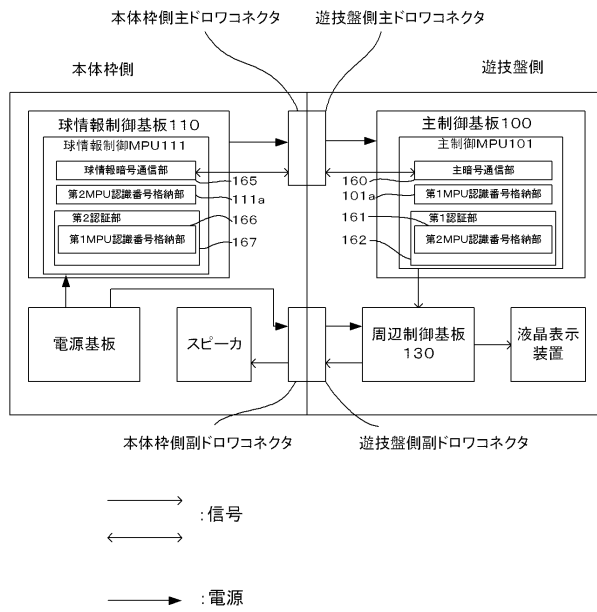 本体枠側主ドロワコネクタ
遊技盤側主ドロワコネクタ
本体枠側
遊技盤側
球情報制御基板110
球情報制御MPU111
球情報暗号通信部
165
第2MPU認識番号格納部
111a
第2認証部
166
第1MPU認識番号格納部
167
主制御基板100
主制御MPU101
主暗号通信部
160
101a
第1MPU認識番号格納部
161
第1認証部
162
第2MPU認識番号格納部
電源基板
スピーカ
周辺制御基板
130
液晶表示
装置
本体枠側副ドロワコネクタ
遊技盤側副ドロワコネクタ
:信号
:電源